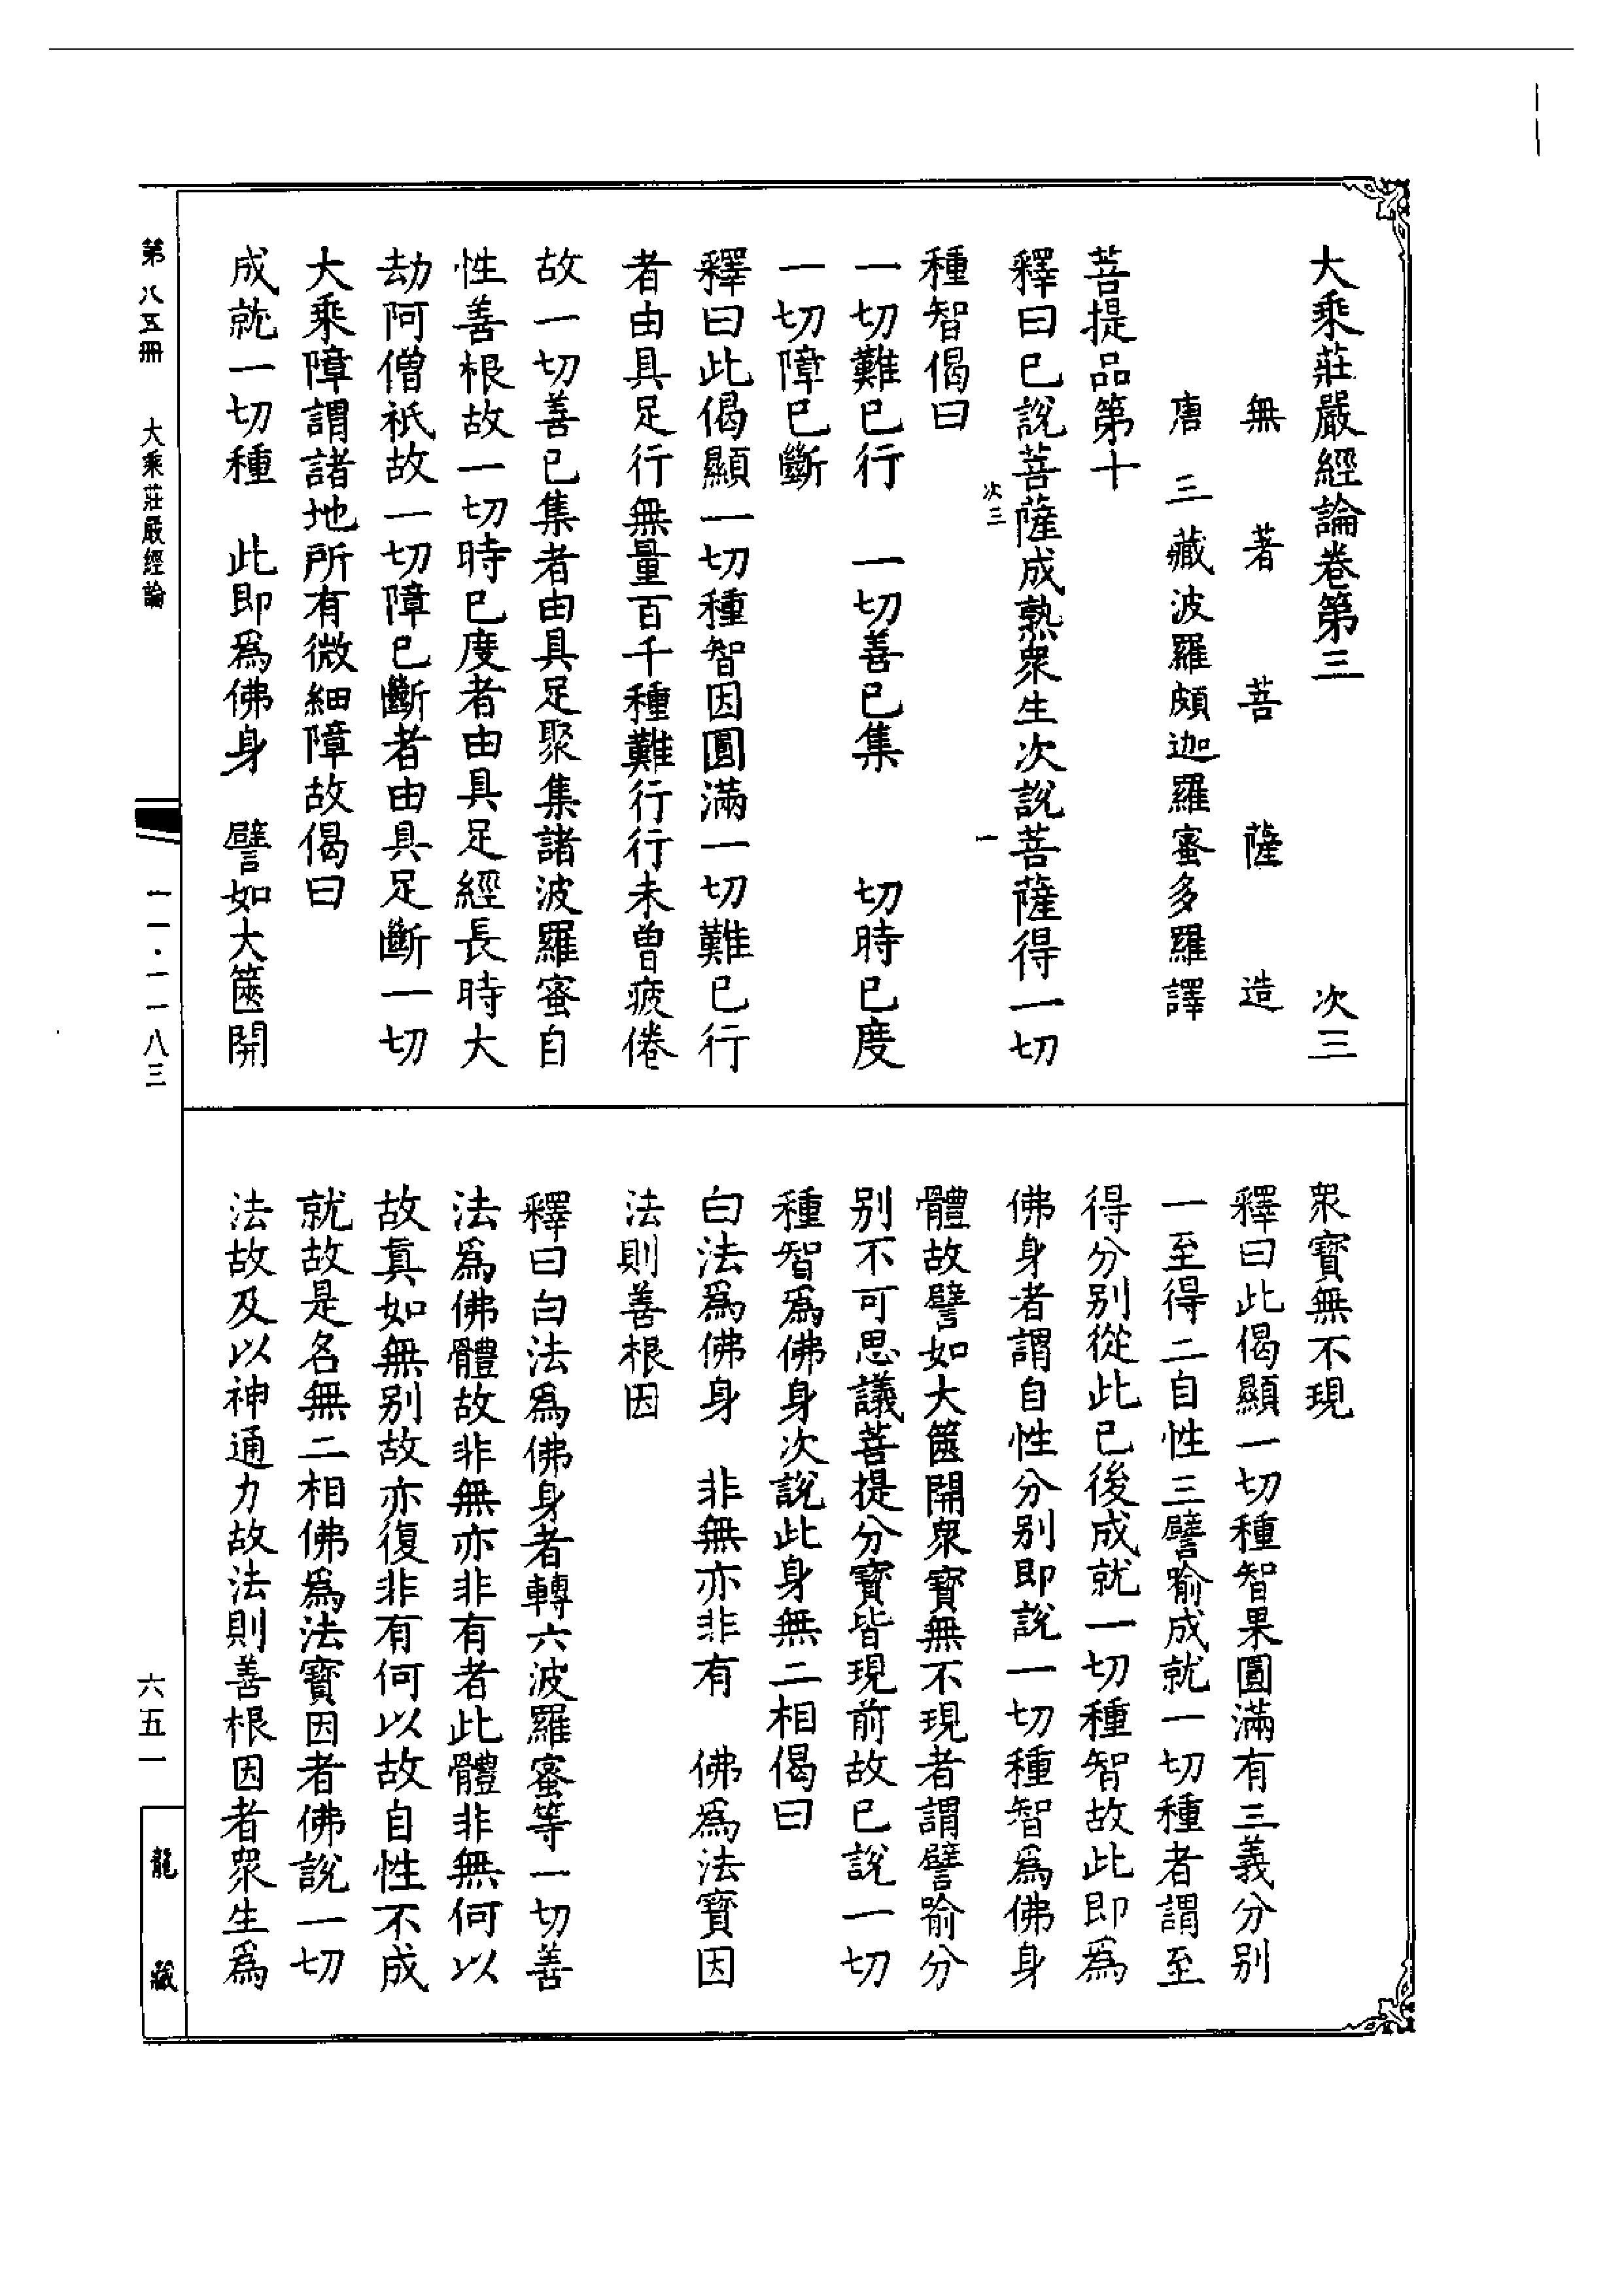 大乘莊嚴經論卷第三　次三
無著菩薩造
唐三藏波羅頗迦羅蜜多羅譯
菩提品第十
釋曰已說菩薩成熟衆生次說菩薩得一切
次三　一
種智偈曰
一切難已行　一切善已集　切時已度
一切障已斷
釋曰此偈顯一切種智因圓滿一切難已行
者由具足行無量百千種難行行未曾疲倦
故一切善已集者由具足聚集諸波羅蜜自
性善根故一切時已度者由具足經長時大
劫阿僧祇故一切障已斷者由具足斷一切
大乘障謂諸地所有微細障故偈曰
成就一切種　此即爲佛身　譬如大篋開
衆寶無不現
釋曰此偈顯一切種智果圓滿有三義分别
一至得二自性三譬喻成就一切種者謂至
得分别從此已後成就一切種智故此即爲
佛身者謂自性分别即說一切種智爲佛身
體故譬如大篋開衆寶無不現者謂譬喻分
别不可思議菩提分寶皆現前故已說一切
種智爲佛身次說此身無二相偈曰
白法爲佛身　非無亦非有　佛爲法寶因
法則善根因
釋曰白法爲佛身者轉六波羅蜜等一切善
法爲佛體故非無亦非有者此體非無何以
故眞如無别故亦復非有何以故自性不成
就故是名無二相佛爲法寶因者佛說一切
法故及以神通力故法則善根因者衆生爲
第八五冊　大乘莊嚴經論　一一·一一八三　六五一　龍藏